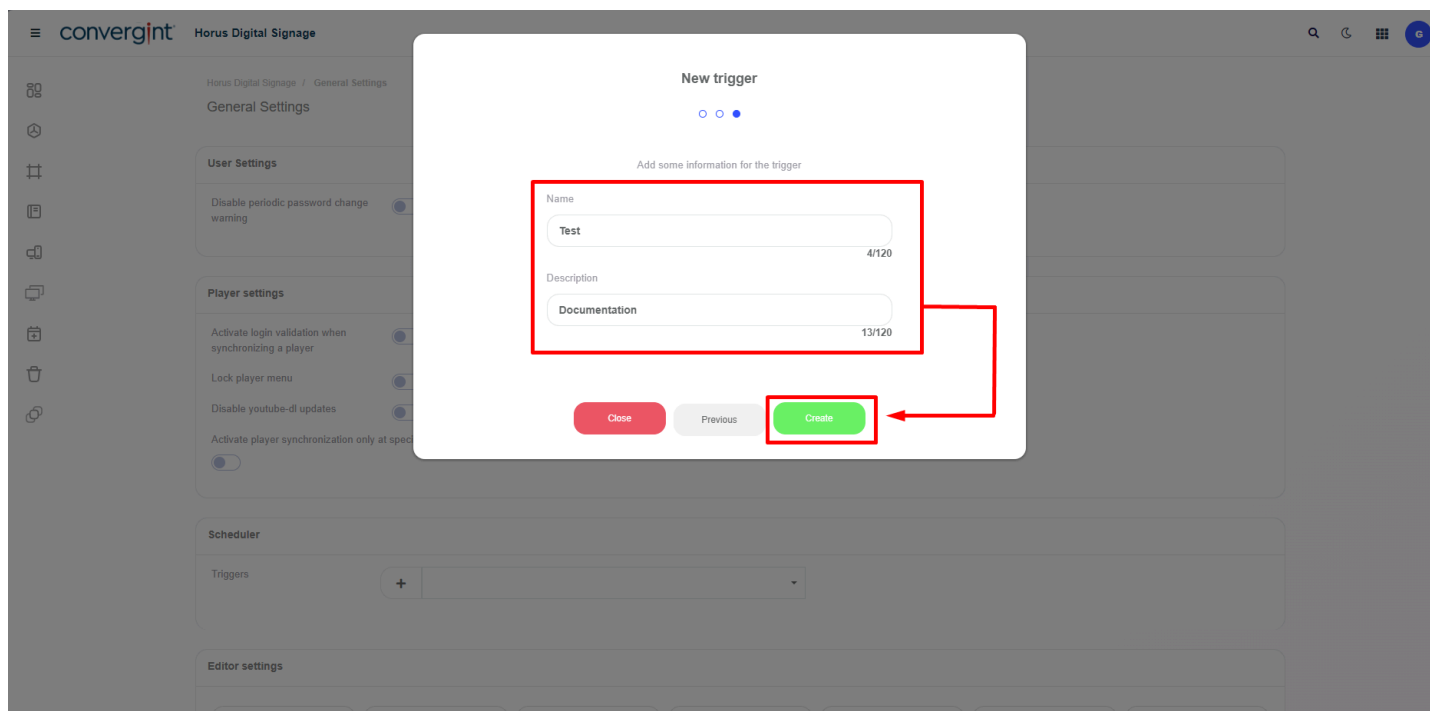 convergint
Horus Digital Signage
G
Horus Digital Signage / General Settings
General Settings
User Settings
Disable periodic password change
warning
Player settings
Activate login validation when
synchronizing a player
Lock player menu
Disable youtube-dl updates
Activate player synchronization only at speci
Scheduler
Triggers
+
Editor settings
New trigger
Add some information for the trigger
Name
Test
4/120
Description
Documentation
13/120
Close
Previous
Create